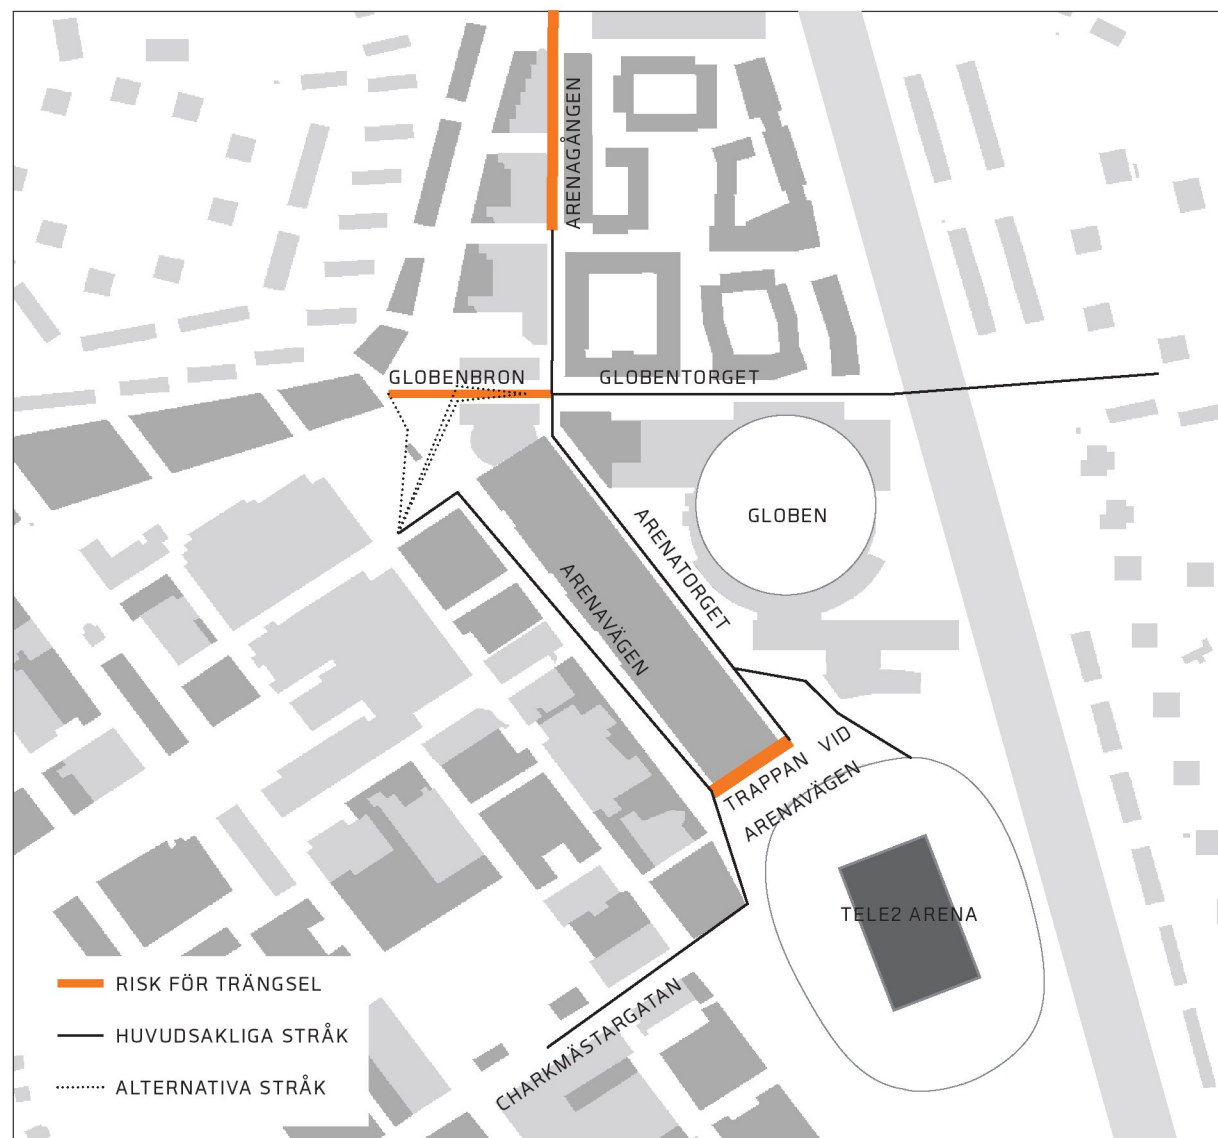 ARENAGÅNGEN
GLOBENBRON
GLOBENTORGET
GLOBEN
ARENATORGET
ARENAVÄGEN
TRAPPAN VID
ARENAVÄGEN
TELE2 ARENA
CHARKMÄSTARGATAN
RISK FÖR TRÄNGSEL
HUVUDSAKLIGA STRÅK
ALTERNATIVA STRÅK